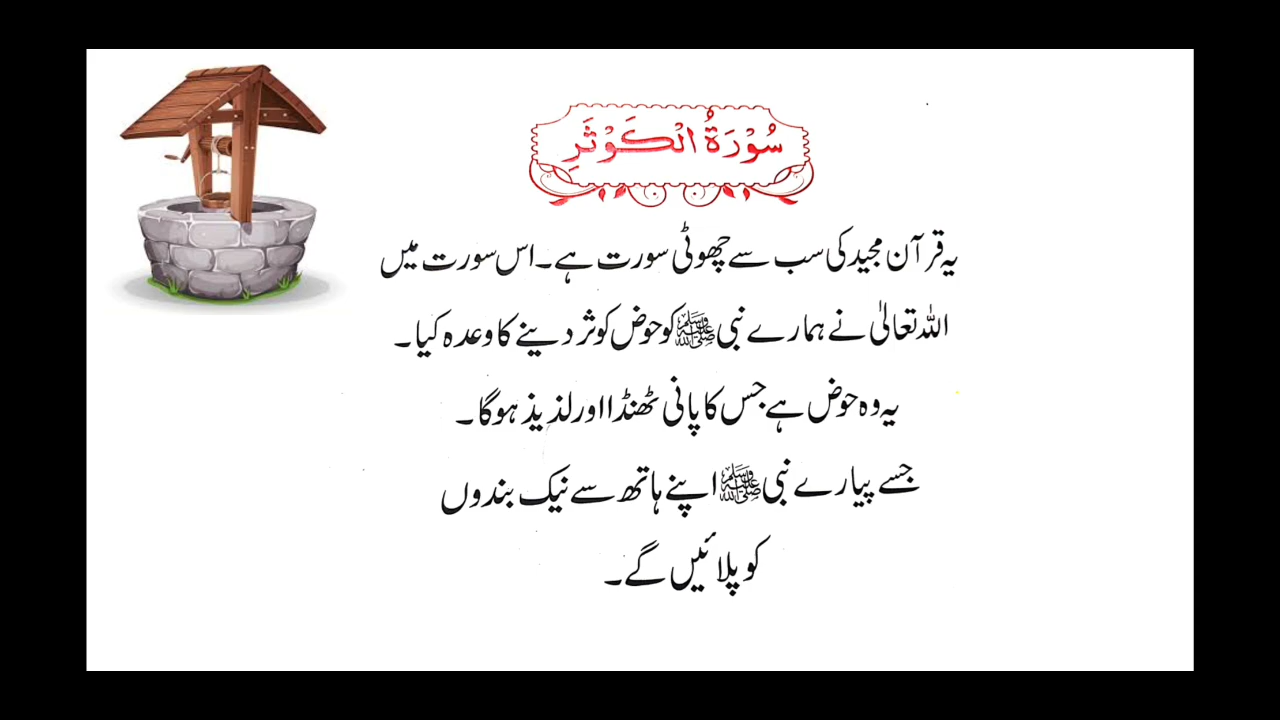 سُوْرَةُ الْكَوْثَرِ
یہ قرآن مجید کی سب سے چھوٹی سورت ہے۔ اس سورت میں
اللہ تعالیٰ نے ہمارے نبی ﷺ کو حوض کوثر دینے کا وعدہ کیا۔
یہ وہ حوض ہے جس کا پانی ٹھنڈا اور لذیذ ہوگا۔
جسے پیارے نبی ﷺ اپنے ہاتھ سے نیک بندوں
کو پلائیں گے۔